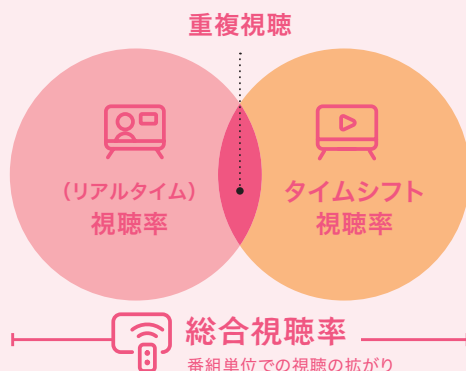 重複視聴
（リアルタイム）
視聴率
タイムシフト
視聴率
総合視聴率
番組単位での視聴の拡がり